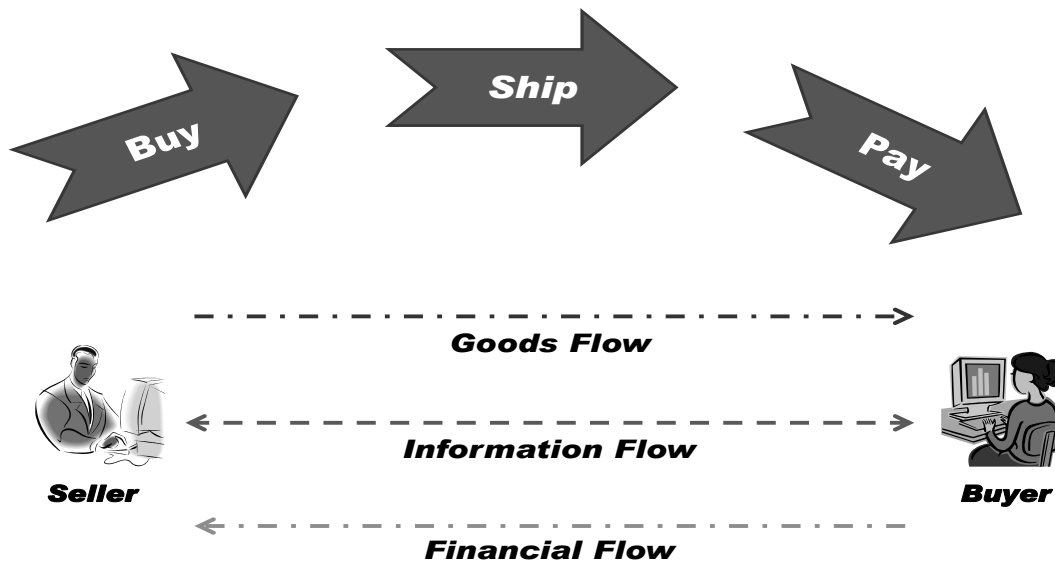 Buy
Ship
Pay
Goods Flow
Information Flow
Seller
Buyer
Financial Flow